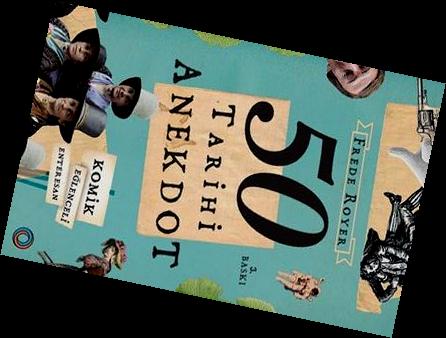 FREDE ROYER
50
TARİHİ
ANEKDOT
3.
BASKI
KOMİK
EĞLENCELİ
ENTERESAN